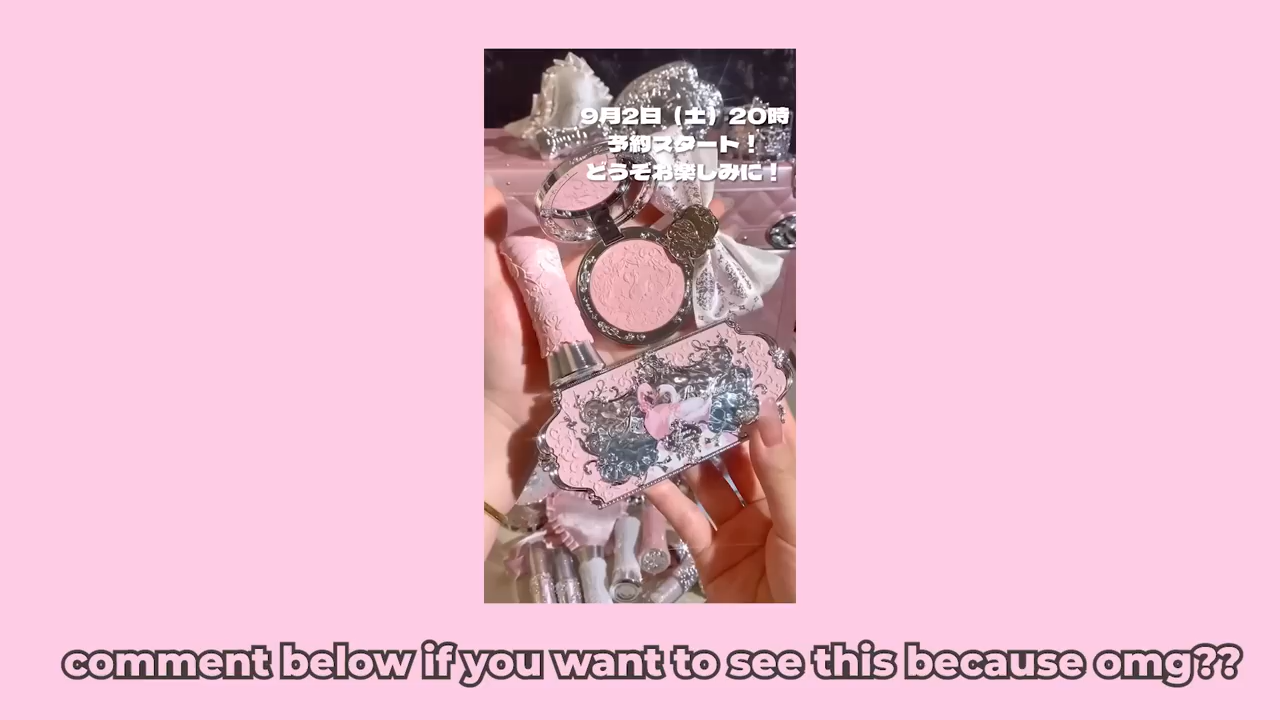 9月2日（土）20時
予約スタート！
どうぞお楽しみに！
comment below if you want to see this because omg??